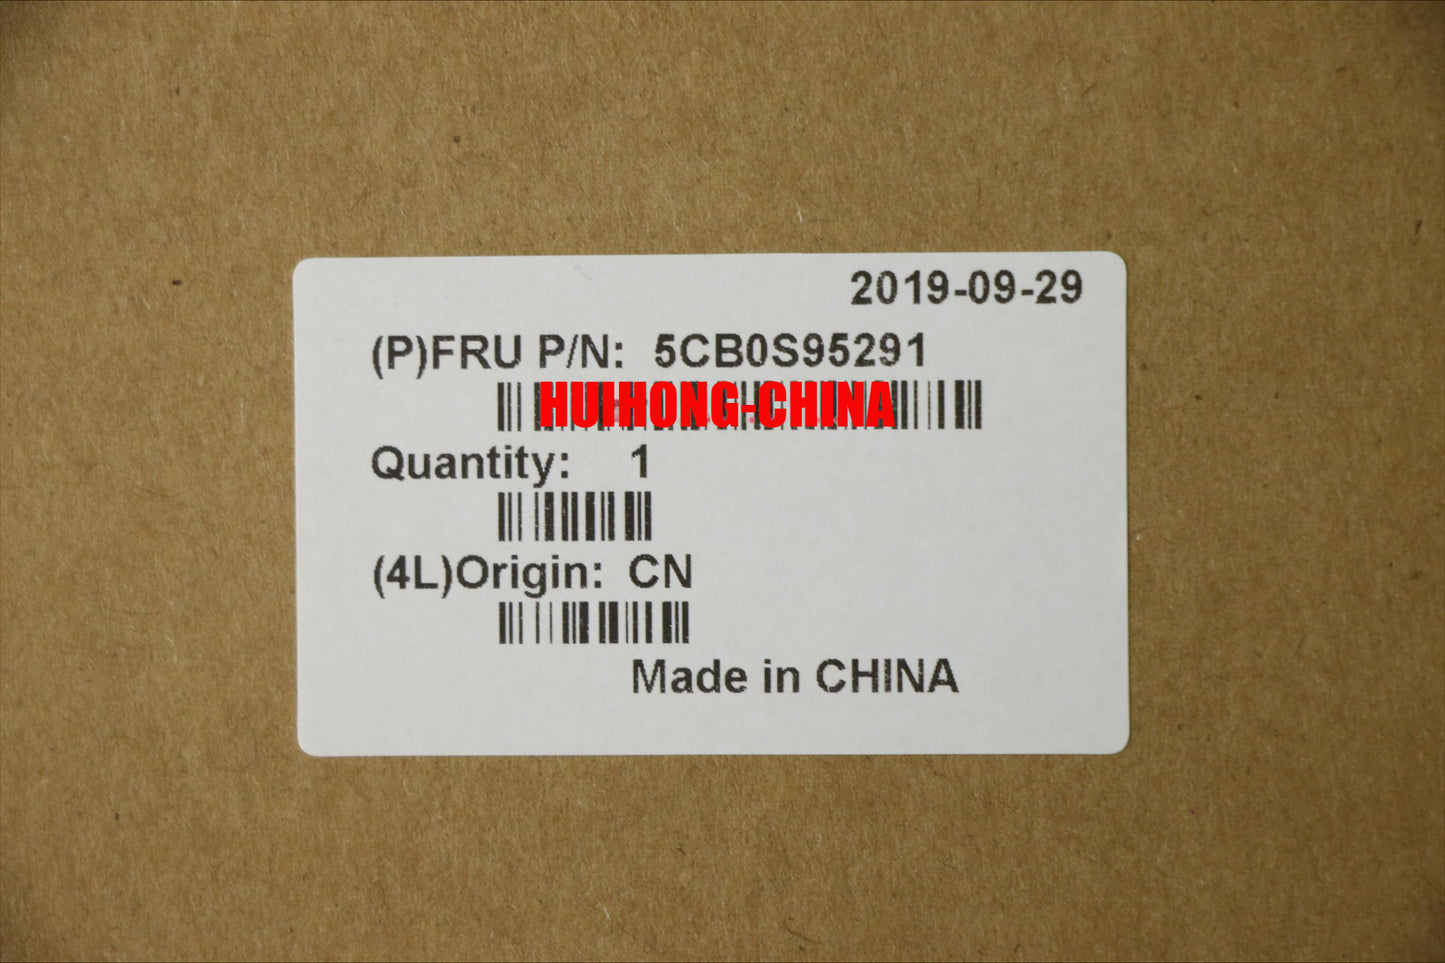 2019-09-29
(P)FRU P/N: 5CB0S95291
HUIHONG-CHINA
Quantity: 1
(4L)Origin: CN
Made in CHINA